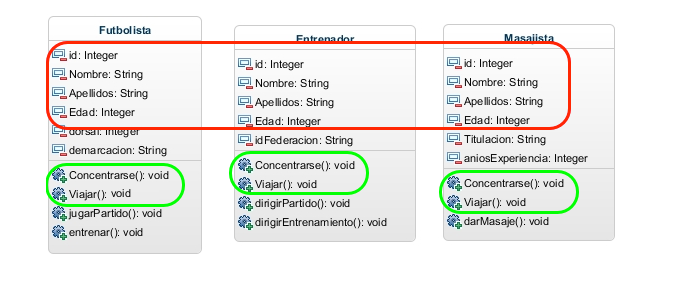 Futbolista
id: Integer
Nombre: String
Apellidos: String
Edad: Integer
dorsal: Integer
demarcacion: String
Concentrarse(): void
Viajar(): void
jugarPartido(): void
entrenar(): void
Entrenador
id: Integer
Nombre: String
Apellidos: String
Edad: Integer
idFederacion: String
Concentrarse(): void
Viajar(): void
dirigirPartido(): void
dirigirEntrenamiento(): void
Masajista
id: Integer
Nombre: String
Apellidos: String
Edad: Integer
Titulacion: String
aniosExperiencia: Integer
Concentrarse(): void
Viajar(): void
darMasaje(): void